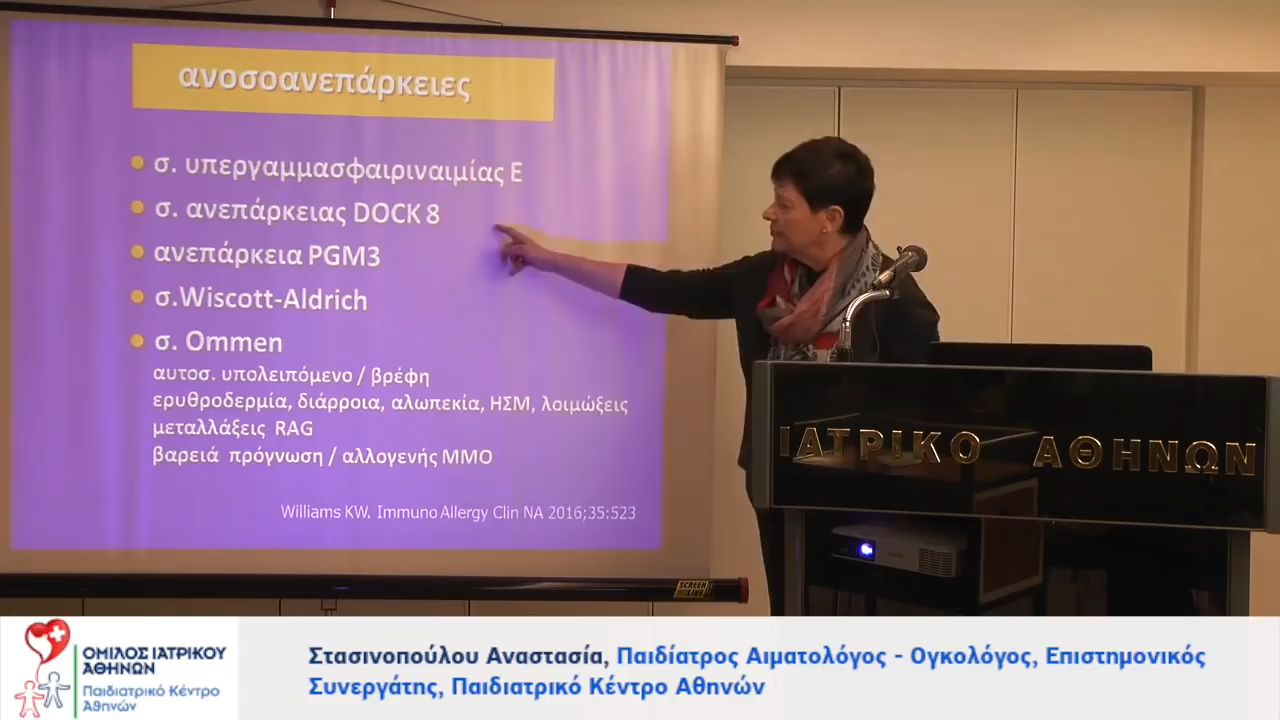 ανοσοανεπάρκειες
σ. υπεργαμμασφαιριναιμίας Ε
σ. ανεπάρκειας DOCK 8
ανεπάρκεια PGM3
σ.Wiscott-Aldrich
σ. Ommen
αυτοσ. υπολειπόμενο / βρέφη
ερυθροδερμία, διάρροια, αλωπεκία, ΗΣΜ, λοιμώξεις
μεταλλάξεις RAG
βαρειά πρόγνωση / αλλογενής ΜΜΟ
Williams KW. Immuno Allergy Clin NA 2016;35:523
SCREEN LINE
ΙΑΤΡΙΚΟ ΑΘΗΝΩΝ
ΟΜΙΛΟΣ ΙΑΤΡΙΚΟΥ
ΑΘΗΝΩΝ
Παιδιατρικό Κέντρο
Αθηνών
Στασινοπούλου Αναστασία, Παιδίατρος Αιματολόγος - Ογκολόγος, Επιστημονικός
Συνεργάτης, Παιδιατρικό Κέντρο Αθηνών